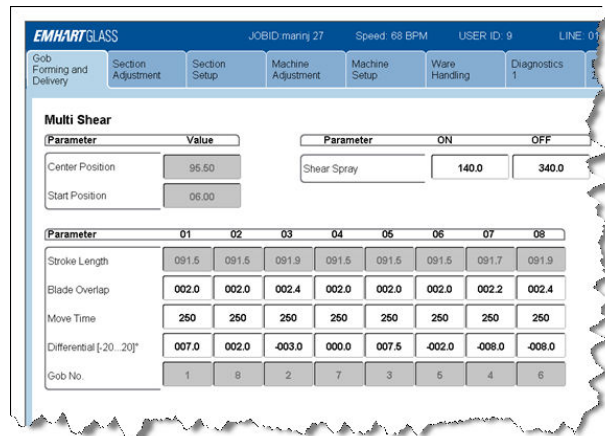 EMHART GLASS JOBID:marinj 27 Speed: 68 BPM USER ID: 9 LINE: 01
Gob Forming and Delivery Section Adjustment Section Setup Machine Adjustment Machine Setup Ware Handling Diagnostics 1
Multi Shear
Parameter Value Parameter ON OFF
Center Position 95.50 Shear Spray 140.0 340.0
Start Position 06.00
Parameter 01 02 03 04 05 06 07 08
Stroke Length 091.5 091.5 091.9 091.5 091.5 091.5 091.7 091.9
Blade Overlap 002.0 002.0 002.4 002.0 002.0 002.0 002.2 002.4
Move Time 250 250 250 250 250 250 250 250
Differential [-20...20]° 007.0 002.0 -003.0 000.0 007.5 -002.0 -008.0 -008.0
Gob No. 1 8 2 7 3 5 4 6